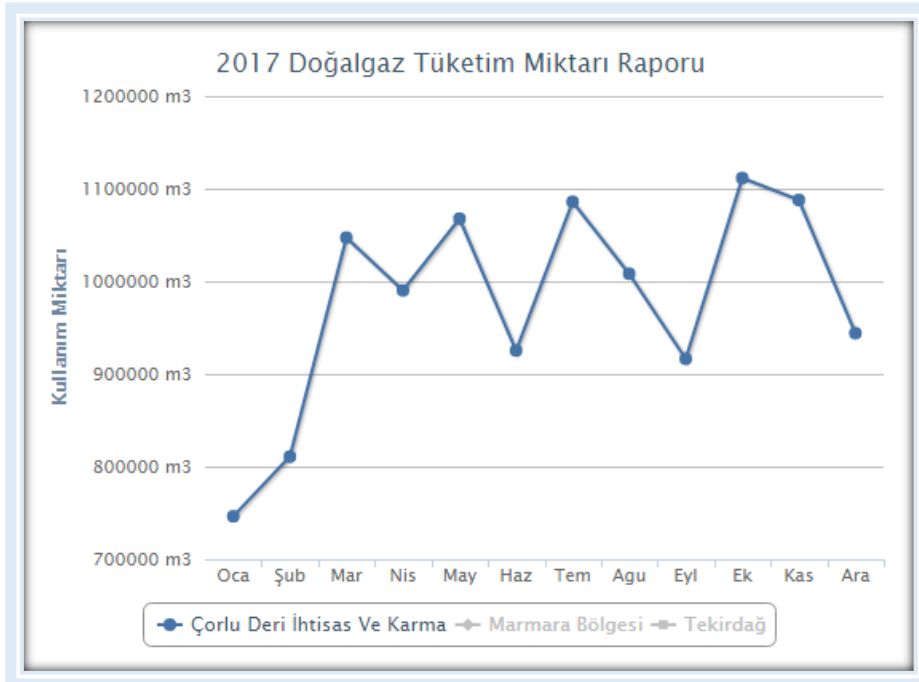 2017 Doğalgaz Tüketim Miktarı Raporu
1200000 m3
1100000 m3
1000000 m3
900000 m3
800000 m3
700000 m3
Kullanım Miktarı
Oca Şub Mar Nis May Haz Tem Agu Eyl Ek Kas Ara
Çorlu Deri İhtisas Ve Karma Marmara Bölgesi Tekirdağ